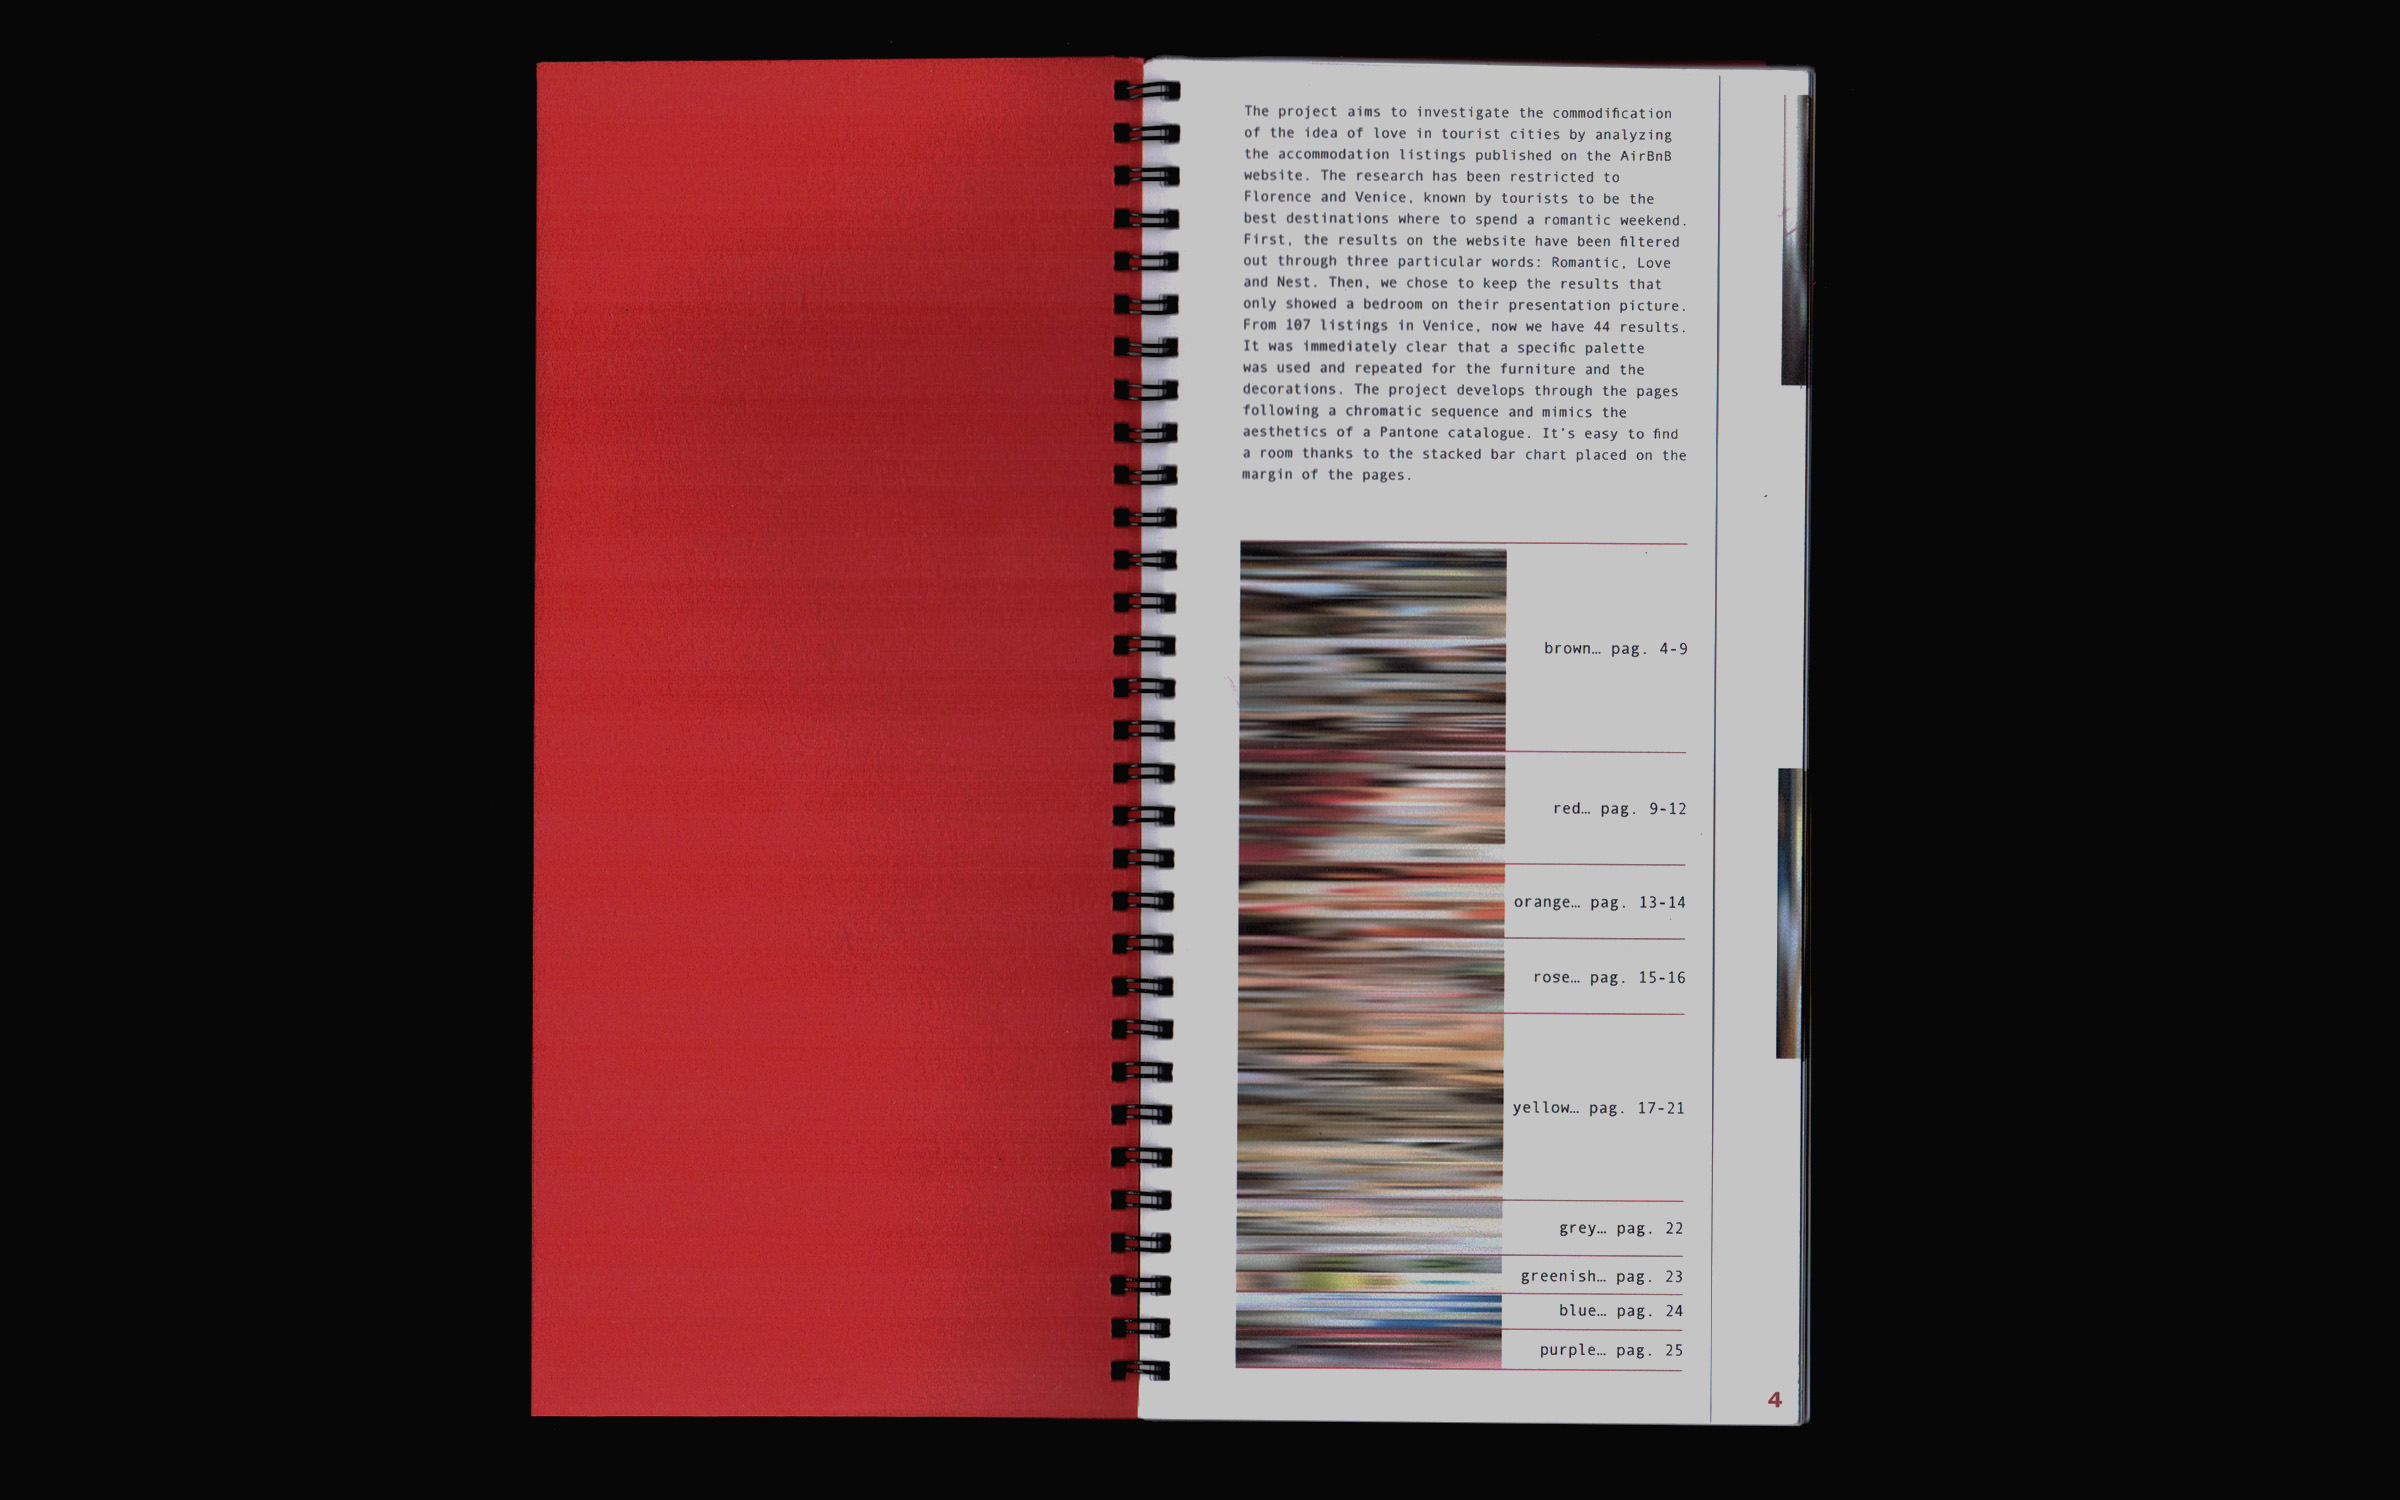 The project aims to investigate the commodification
of the idea of love in tourist cities by analyzing
the accommodation listings published on the AirBnB
website. The research has been restricted to
Florence and Venice, known by tourists to be the
best destinations where to spend a romantic weekend.
First, the results on the website have been filtered
out through three particular words: Romantic, Love
and Nest. Then, we chose to keep the results that
only showed a bedroom on their presentation picture.
From 107 listings in Venice, now we have 44 results.
It was immediately clear that a specific palette
was used and repeated for the furniture and the
decorations. The project develops through the pages
following a chromatic sequence and mimics the
aesthetics of a Pantone catalogue. It's easy to find
a room thanks to the stacked bar chart placed on the
margin of the pages.
brown… pag. 4-9
red… pag. 9-12
orange… pag. 13-14
rose… pag. 15-16
yellow… pag. 17-21
grey… pag. 22
greenish… pag. 23
blue… pag. 24
purple… pag. 25
4